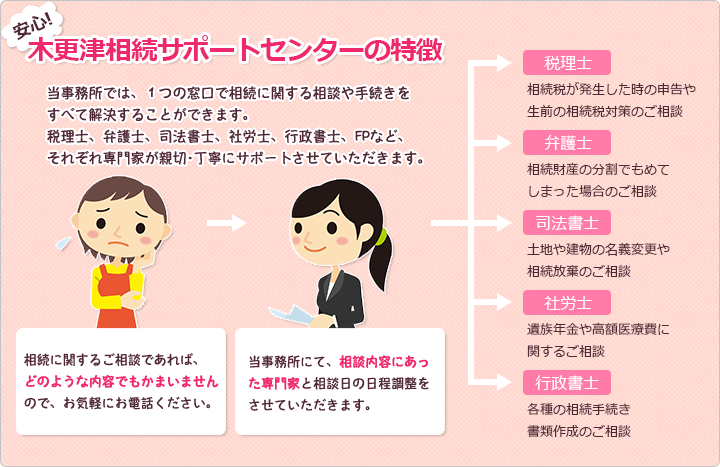 安心!
木更津相続サポートセンターの特徴
当事務所では、１つの窓口で相続に関する相談や手続きを
すべて解決することができます。
税理士、弁護士、司法書士、社労士、行政書士、FPなど、
それぞれ専門家が親切･丁寧にサポートさせていただきます。
相続に関するご相談であれば、
どのような内容でもかまいません
ので、お気軽にお電話ください。
当事務所にて、相談内容にあっ
た専門家と相談日の日程調整を
させていただきます。
税理士
相続税が発生した時の申告や
生前の相続税対策のご相談
弁護士
相続財産の分割でもめて
しまった場合のご相談
司法書士
土地や建物の名義変更や
相続放棄のご相談
社労士
遺族年金や高額医療費に
関するご相談
行政書士
各種の相続手続き
書類作成のご相談